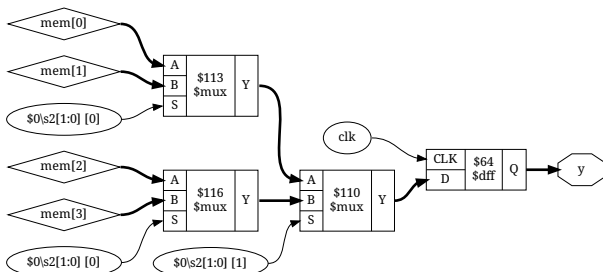 mem[0]
mem[1]
$0\s2[1:0] [0]
A
B
S
$113
$mux
Y
mem[2]
mem[3]
$0\s2[1:0] [0]
A
B
S
$116
$mux
Y
$0\s2[1:0] [1]
A
B
S
$110
$mux
Y
clk
CLK
D
$64
$dff
Q
y